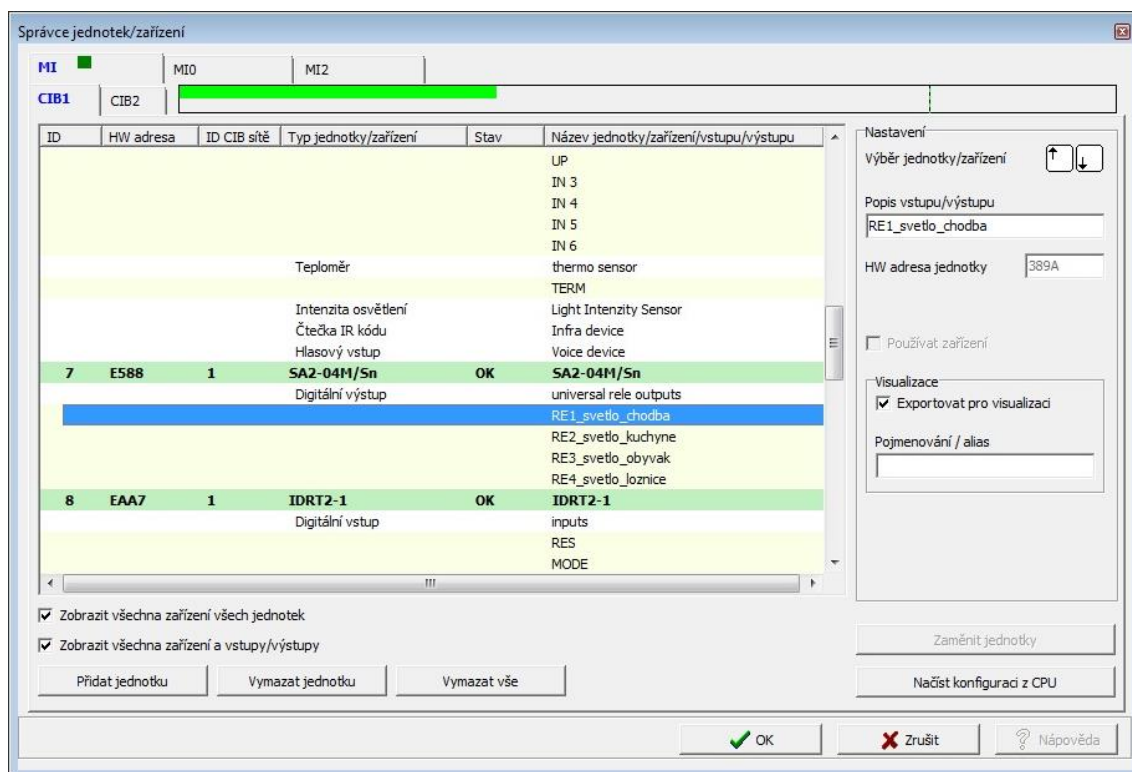 Správce jednotek/zařízení
MI MI0 MI2
CIB1 CIB2
ID HW adresa ID CIB sítě Typ jednotky/zařízení Stav Název jednotky/zařízení/vstupu/výstupu
UP
IN 3
IN 4
IN 5
IN 6
Teploměr thermo sensor
TERM
Intenzita osvětlení Light Intenzity Sensor
Čtečka IR kódu Infra device
Hlasový vstup Voice device
7 E588 1 SA2-04M/Sn OK SA2-04M/Sn
Digitální výstup universal rele outputs
RE1_svetlo_chodba
RE2_svetlo_kuchyne
RE3_svetlo_obyvak
RE4_svetlo_loznice
8 EAA7 1 IDRT2-1 OK IDRT2-1
Digitální vstup inputs
RES
MODE
Nastavení
Výběr jednotky/zařízení
Popis vstupu/výstupu
RE1_svetlo_chodba
HW adresa jednotky 389A
Používat zařízení
Visualizace
Exportovat pro visualizaci
Pojmenování / alias
Zobrazit všechna zařízení všech jednotek
Zobrazit všechna zařízení a vstupy/výstupy
Přidat jednotku Vymazat jednotku Vymazat vše
Zaměnit jednotky
Načíst konfiguraci z CPU
OK Zrušit Nápověda